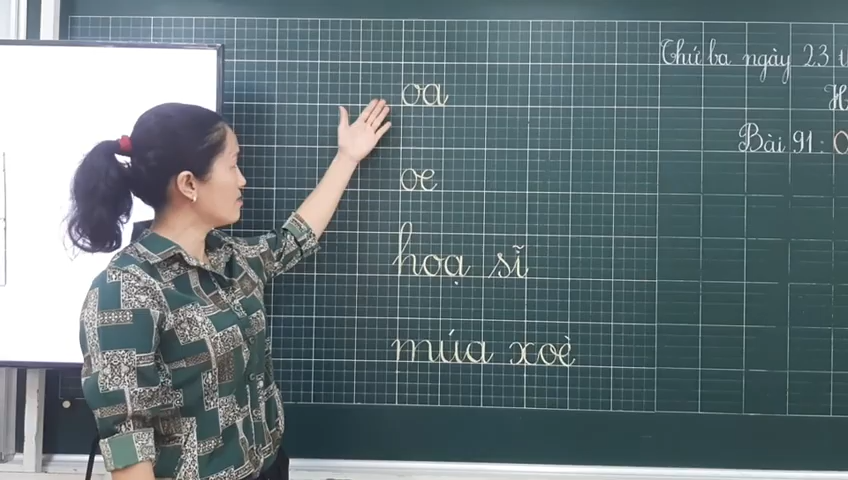 oa
oe
hoạ sĩ
múa xoè
Thứ ba ngày 23
Bài 91: